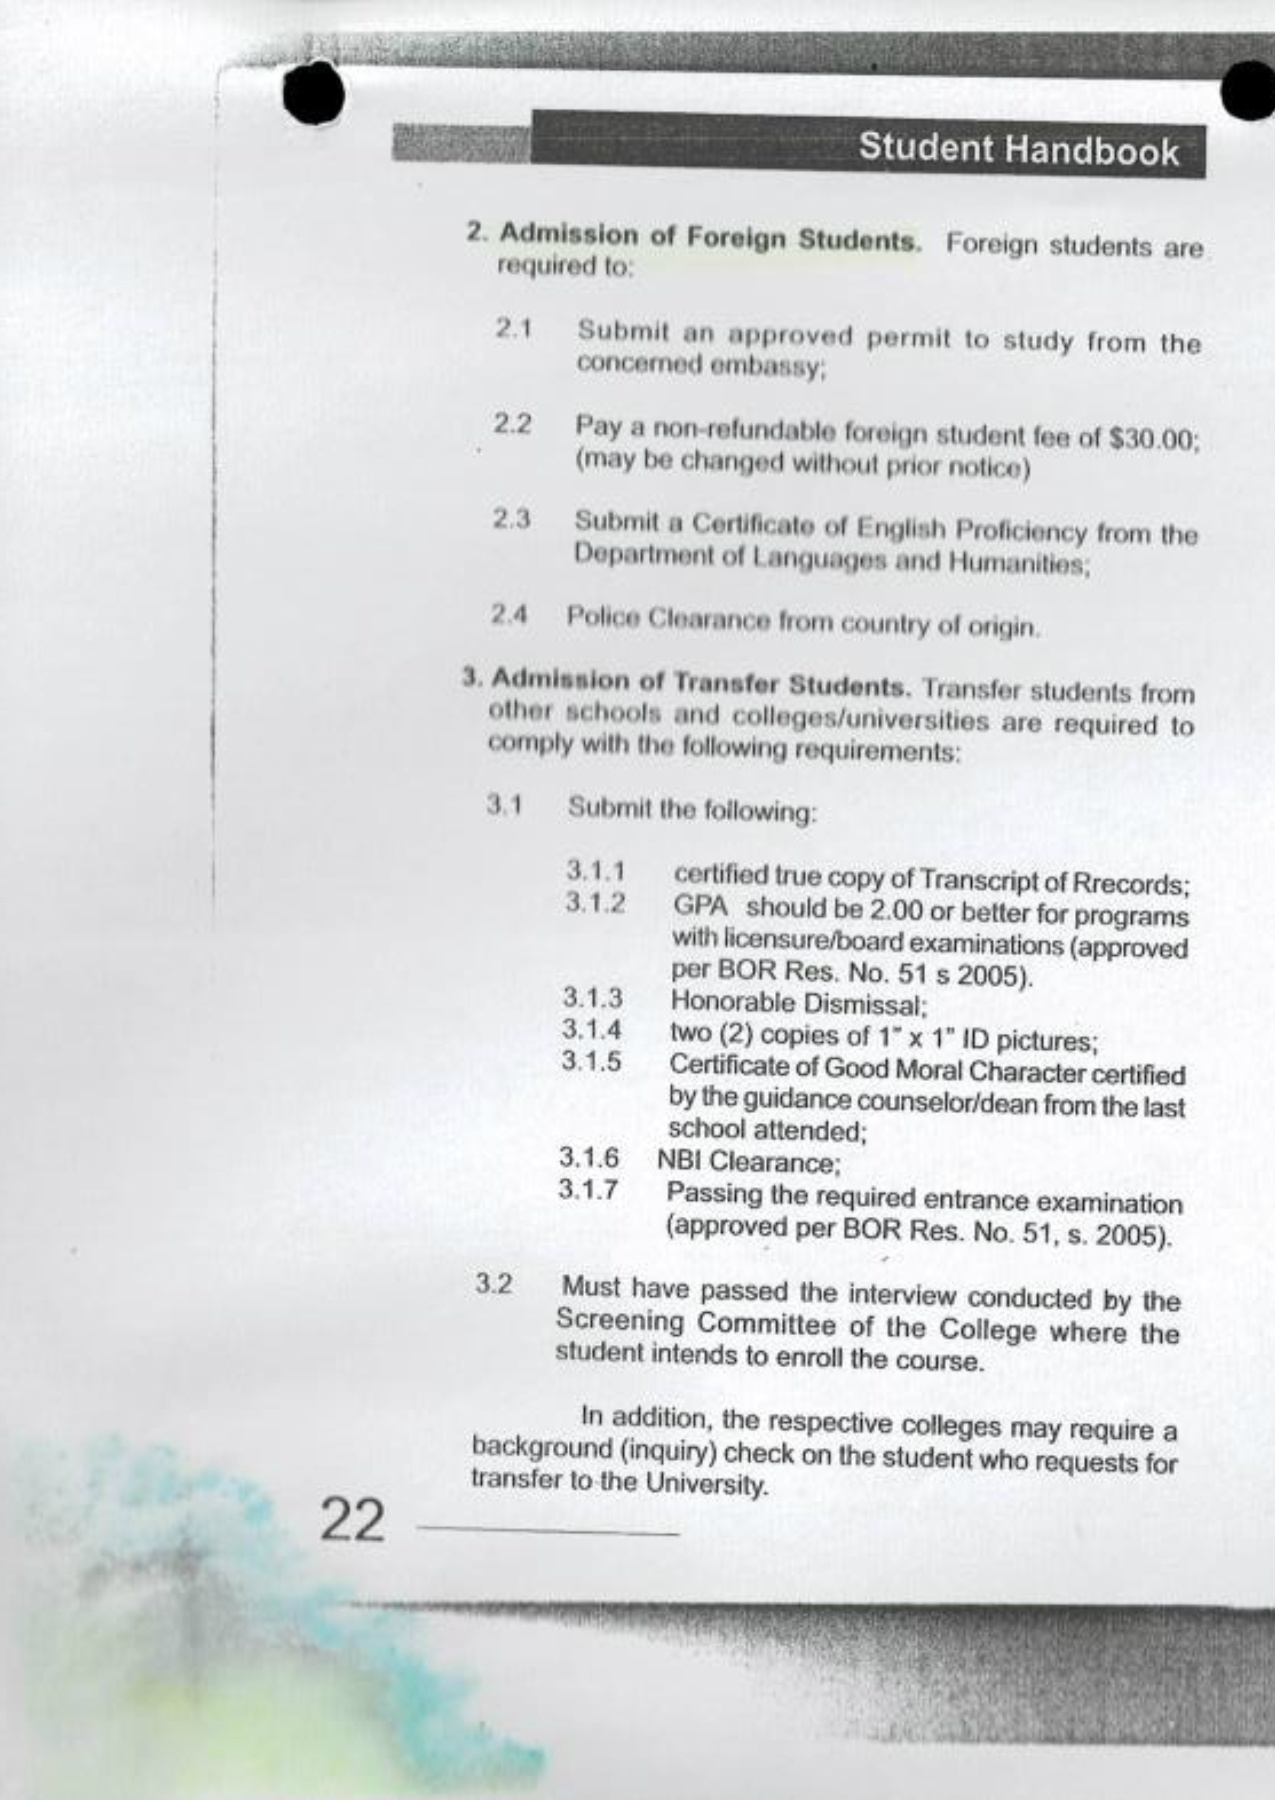 Student Handbook
2. Admission of Foreign Students. Foreign students are
required to:
2.1 Submit an approved permit to study from the
concerned embassy;
2.2 Pay a non-refundable foreign student fee of $30.00;
(may be changed without prior notice)
2.3 Submit a Certificate of English Proficiency from the
Department of Languages and Humanities;
2.4 Police Clearance from country of origin.
3. Admission of Transfer Students. Transfer students from
other schools and colleges/universities are required to
comply with the following requirements:
3.1 Submit the following:
3.1.1 certified true copy of Transcript of Rrecords;
3.1.2 GPA should be 2.00 or better for programs
with licensure/board examinations (approved
per BOR Res. No. 51 s 2005).
3.1.3 Honorable Dismissal;
3.1.4 two (2) copies of 1" x 1" ID pictures;
3.1.5 Certificate of Good Moral Character certified
by the guidance counselor/dean from the last
school attended;
3.1.6 NBI Clearance;
3.1.7 Passing the required entrance examination
(approved per BOR Res. No. 51, s. 2005).
3.2 Must have passed the interview conducted by the
Screening Committee of the College where the
student intends to enroll the course.
In addition, the respective colleges may require a
background (inquiry) check on the student who requests for
transfer to the University.
22